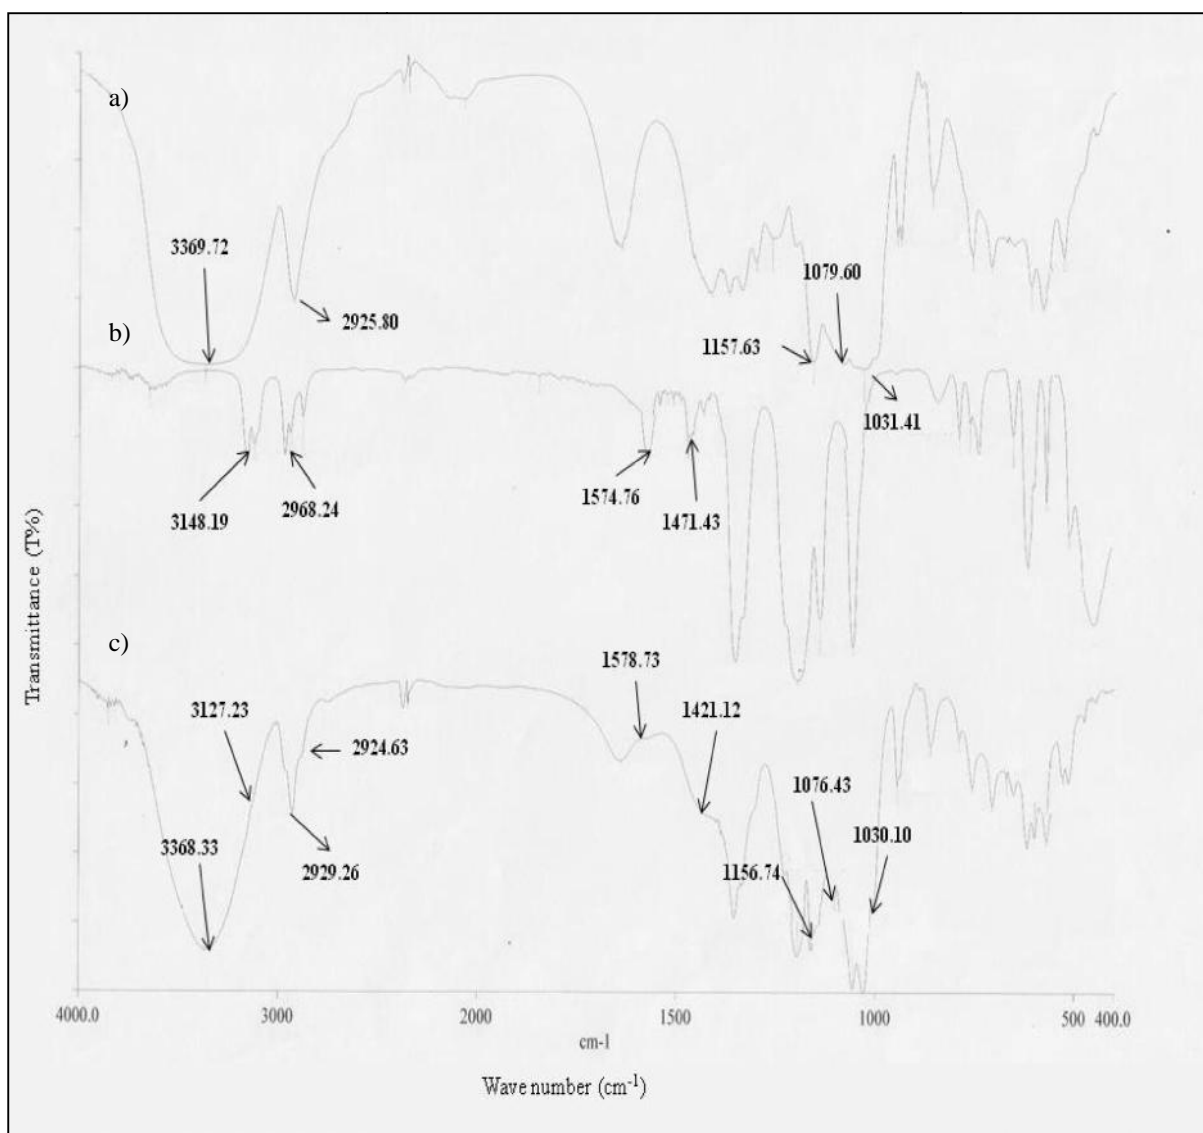 a)
3369.72
2925.80
1079.60
1157.63
1031.41
b)
3148.19
2968.24
1574.76
1471.43
c)
3127.23
3368.33
2924.63
2929.26
1578.73
1421.12
1076.43
1156.74
1030.10
Transmittance (T%)
4000.0 3000 2000 1500 1000 500 400.0
cm-1
Wave number (cm-1)